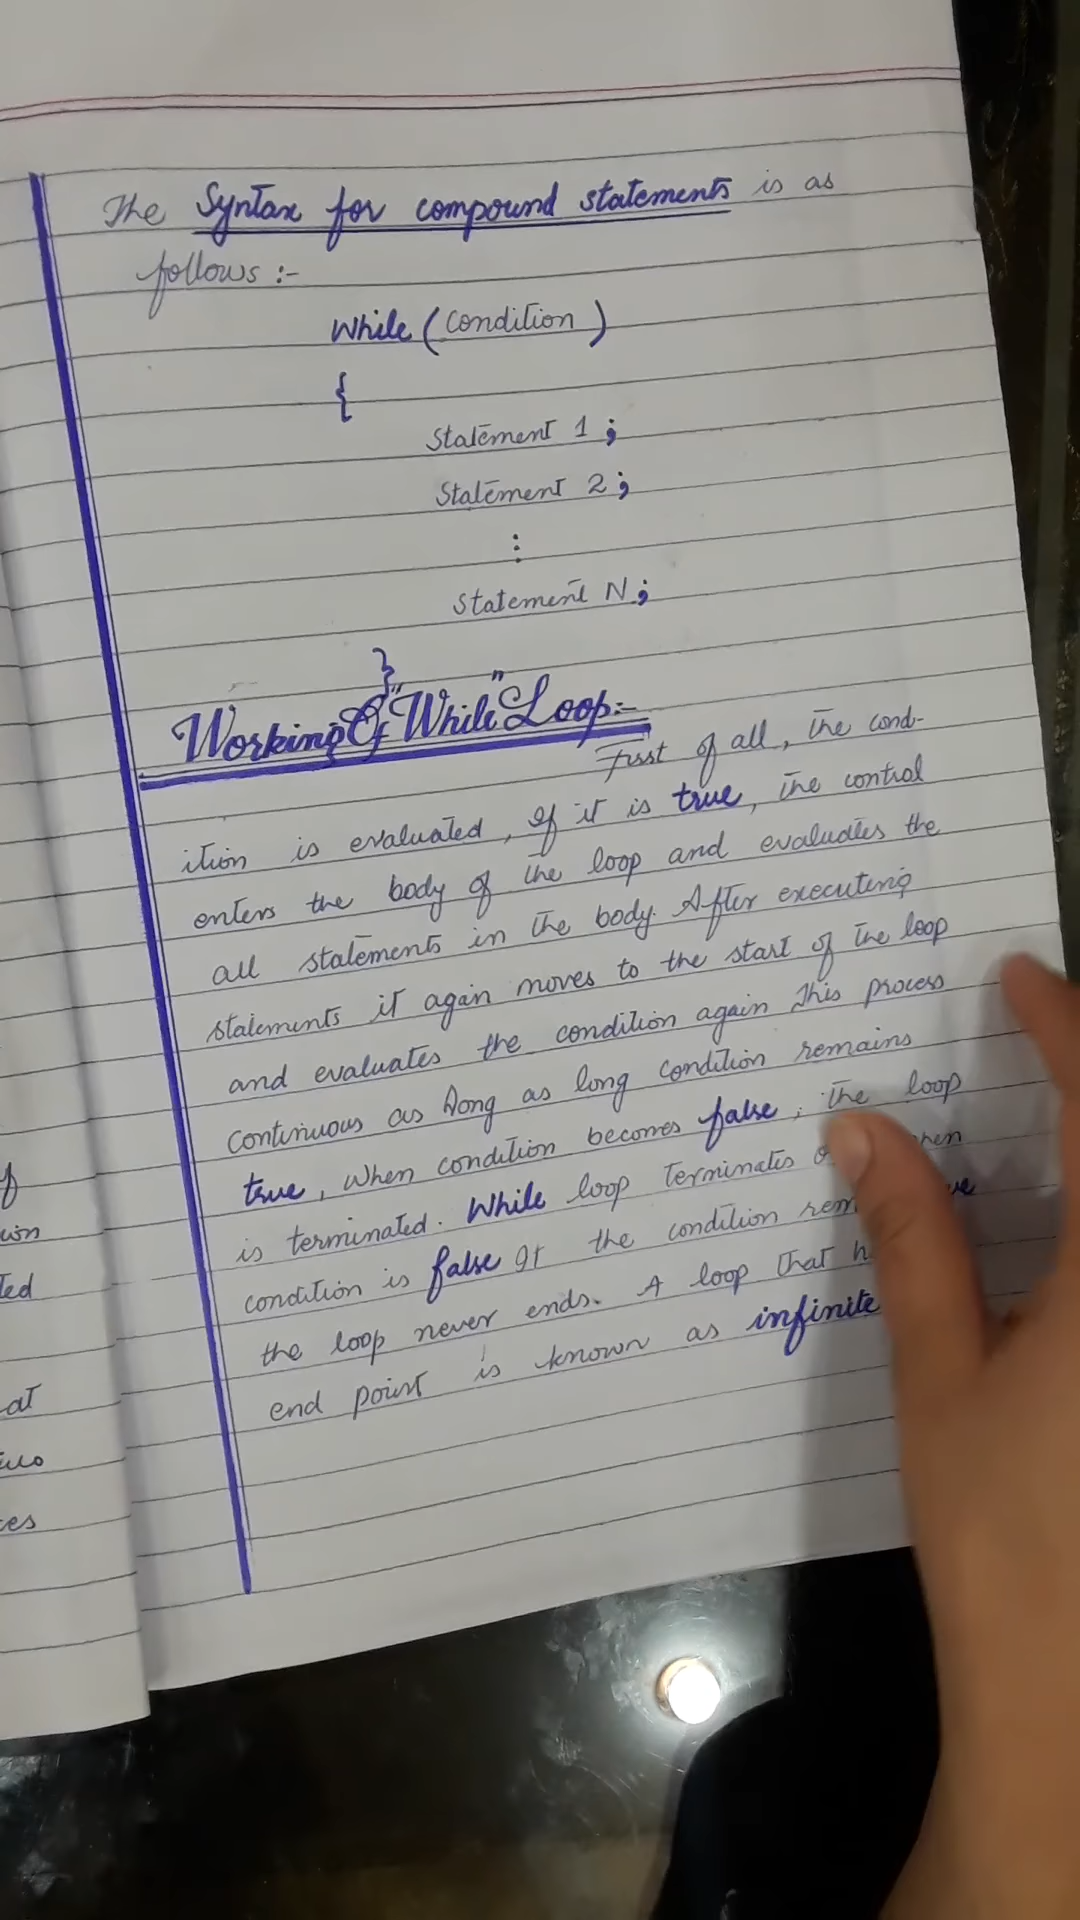 The Syntax for compound statements is as
follows :-
While (Condition)
{
Statement 1 ;
Statement 2 ;
:
Statement N ;
}
Working Of "While" Loop:-
First of all, the cond-
ition is evaluated, If it is true, the control
enters the body of the loop and evaluates the
all statements in the body. After executing
statements it again moves to the start of the loop
and evaluates the condition again This process
continuous as long as long condition remains
true, when condition becomes false, the loop
is terminated. While loop terminates
condition is false If the condition
the loop never ends. A loop that
end point is known as infinite
ted
at
two
ces